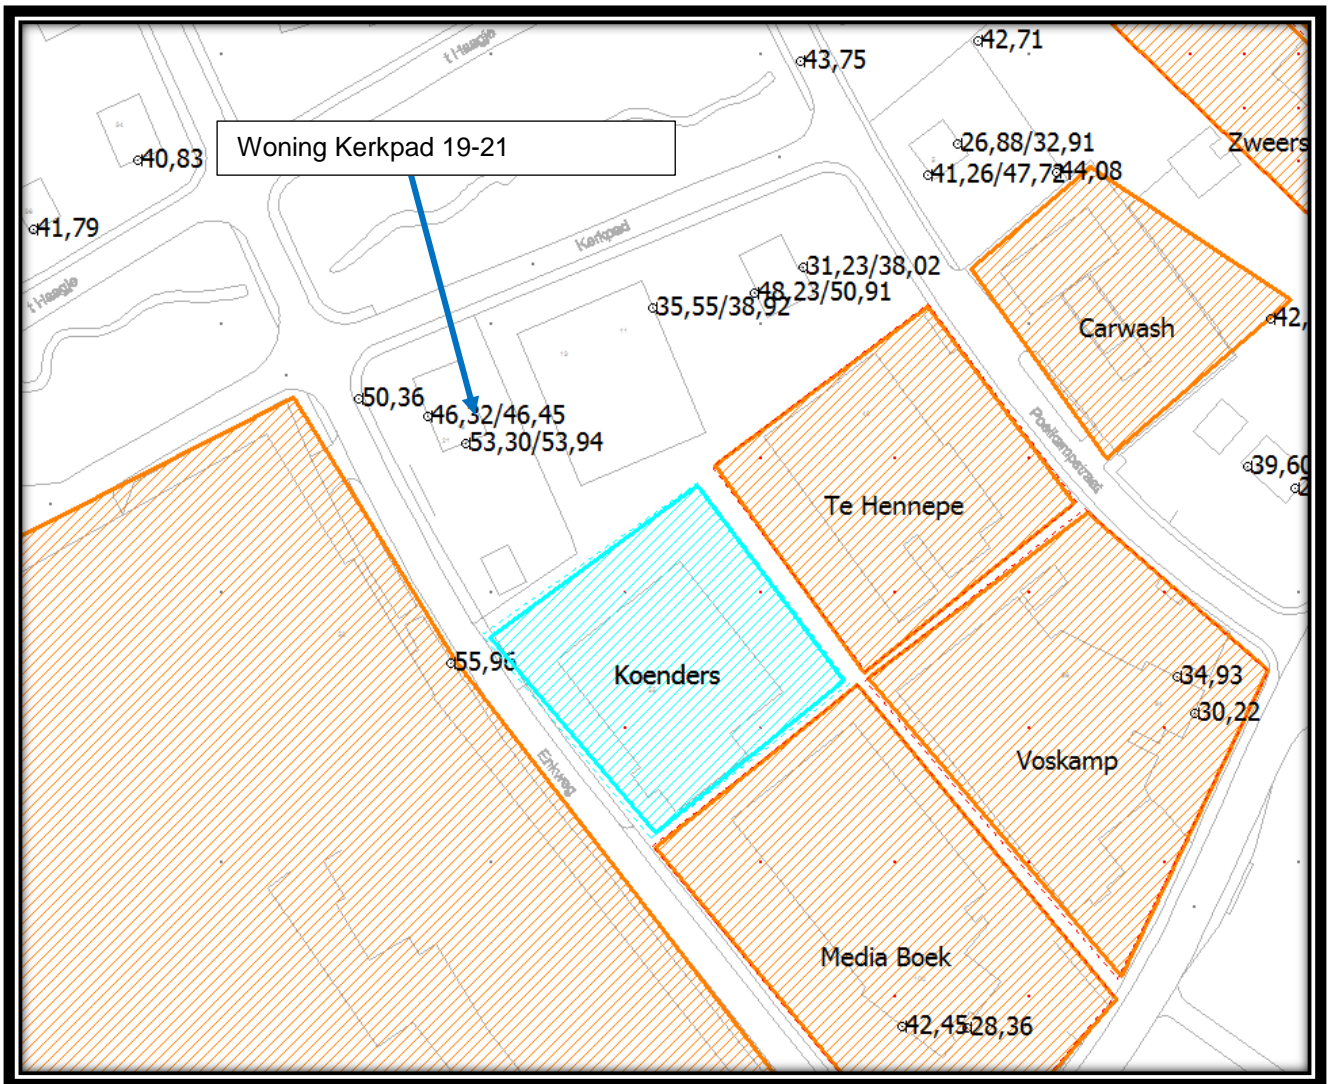 t Haagje
42,71
43,75
Woning Kerkpad 19-21
26,88/32,91
Zweers
40,83
41,26/47,72
44,08
41,79
Kerkpad
31,23/38,02
48,23/50,91
t Haagje
35,55/38,92
42,
Carwash
50,36
46,32/46,45
53,30/53,94
Poelkampstraat
39,60
2
Te Hennepe
55,96
Koenders
34,93
30,22
Enkweg
Voskamp
Media Boek
42,45
28,36